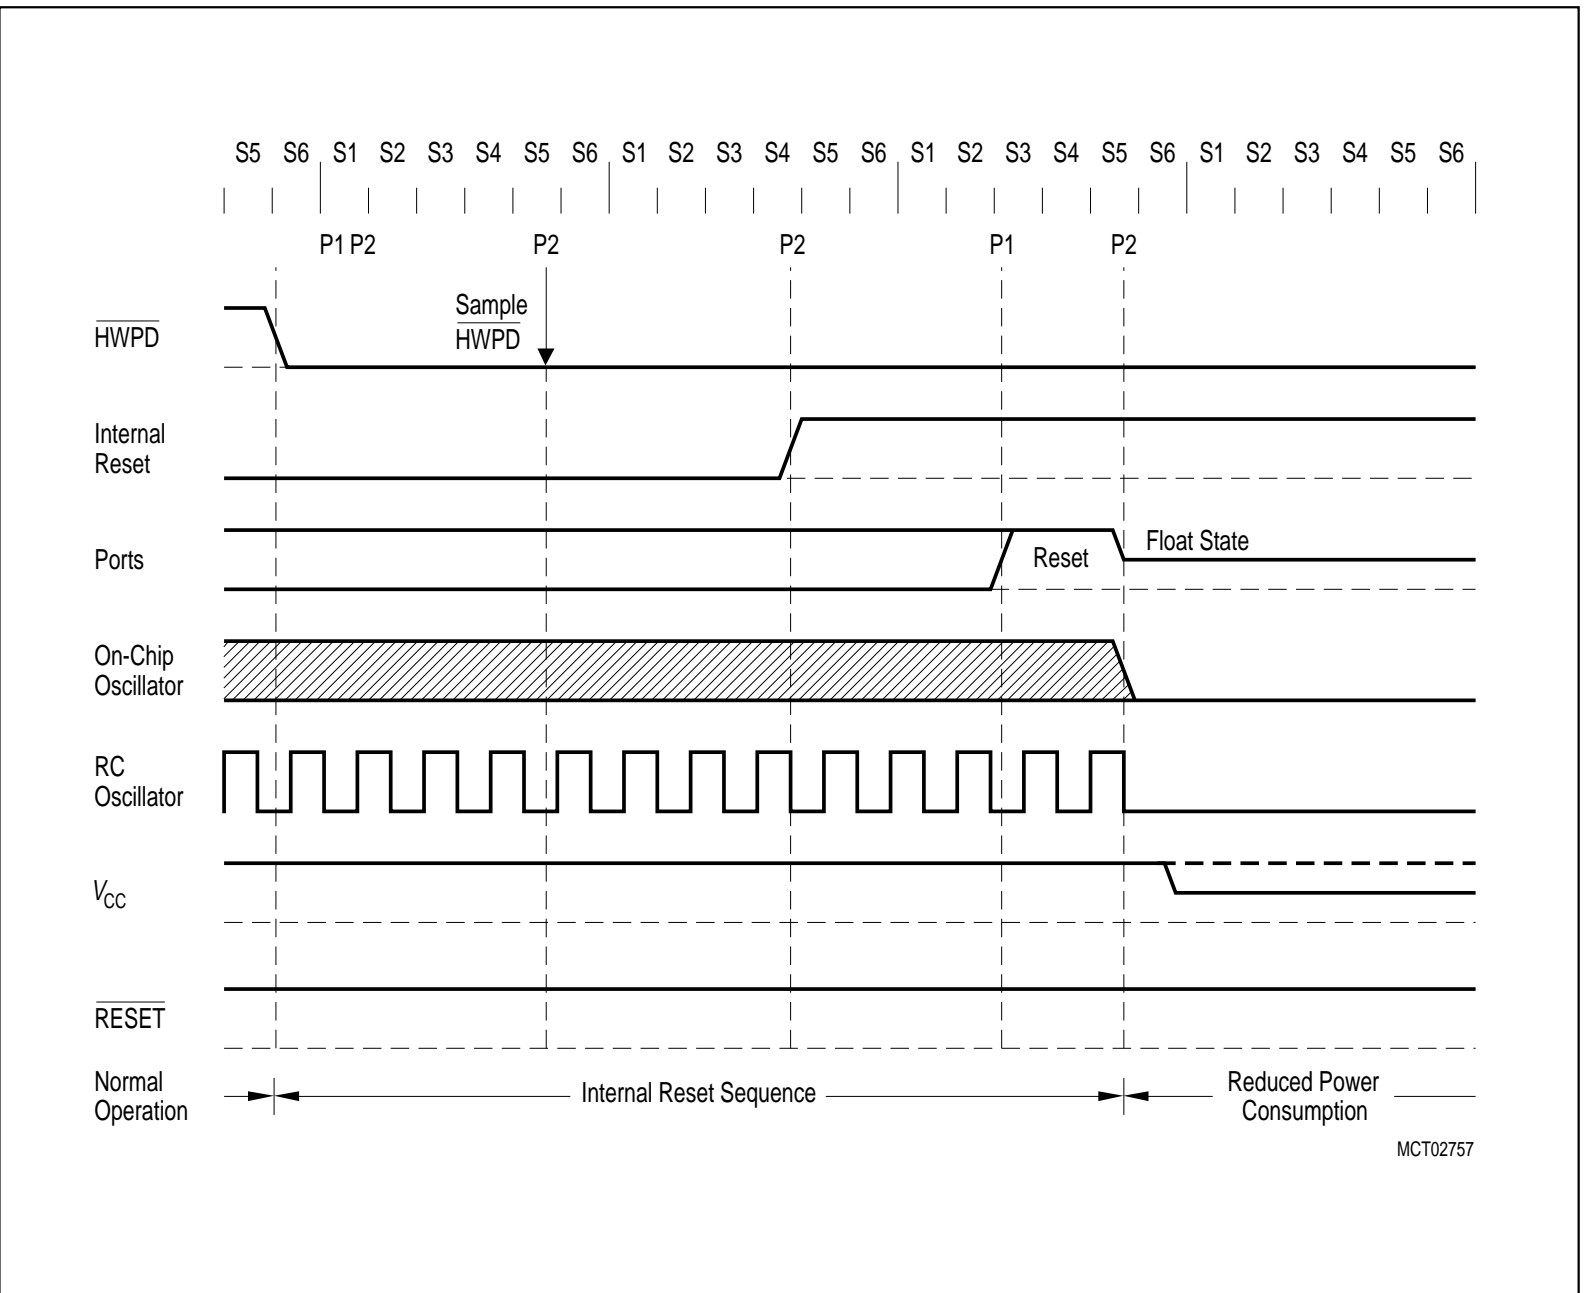 S5 S6 S1 S2 S3 S4 S5 S6 S1 S2 S3 S4 S5 S6 S1 S2 S3 S4 S5 S6 S1 S2 S3 S4 S5 S6
P1 P2 P2 P2 P1 P2
Sample
HWPD
HWPD
Internal
Reset
Ports
Reset
Float State
On-Chip
Oscillator
RC
Oscillator
VCC
RESET
Normal
Operation
Internal Reset Sequence
Reduced Power
Consumption
MCT02757